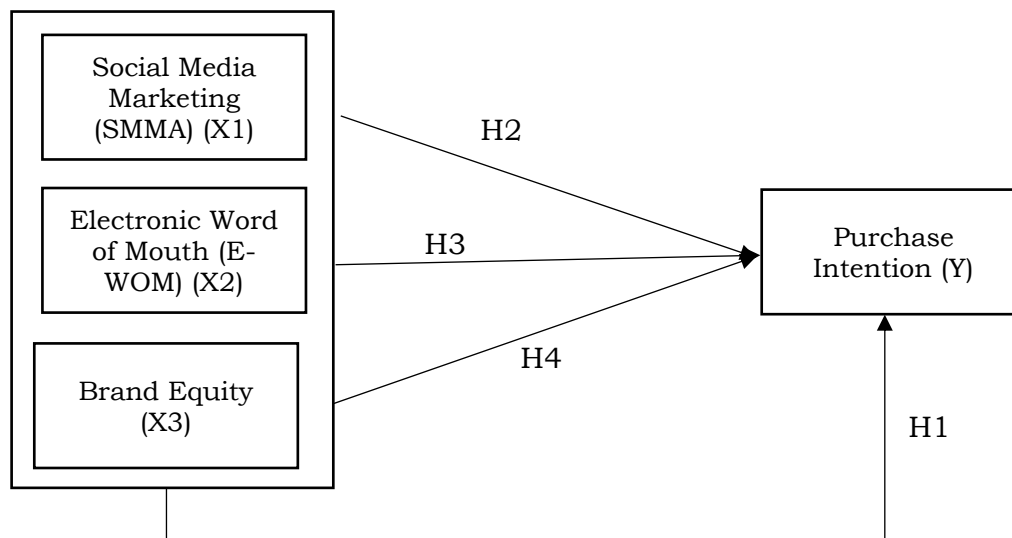 Social Media
Marketing
(SMMA) (X1)
H2
Electronic Word
of Mouth (E-
WOM) (X2)
H3
Purchase
Intention (Y)
Brand Equity
(X3)
H4
H1